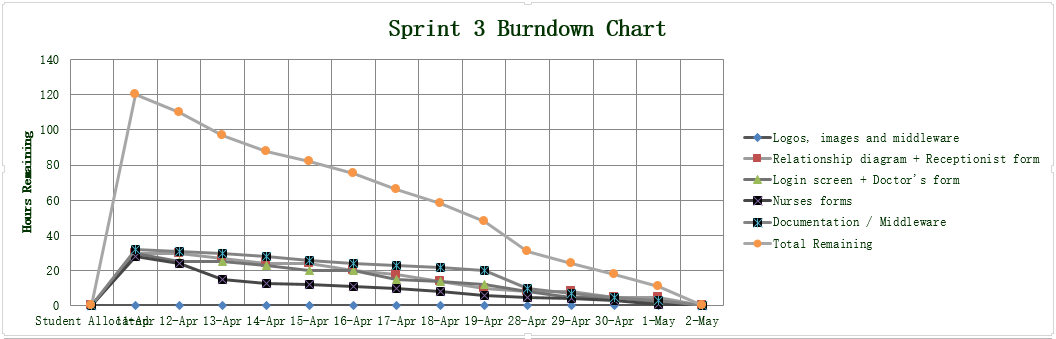 Sprint 3 Burndown Chart
Hours Remaining
140
120
100
80
60
40
20
0
Student Allocated 11-Apr 12-Apr 13-Apr 14-Apr 15-Apr 16-Apr 17-Apr 18-Apr 19-Apr 28-Apr 29-Apr 30-Apr 1-May 2-May
Logos, images and middleware
Relationship diagram + Receptionist form
Login screen + Doctor's form
Nurses forms
Documentation / Middleware
Total Remaining